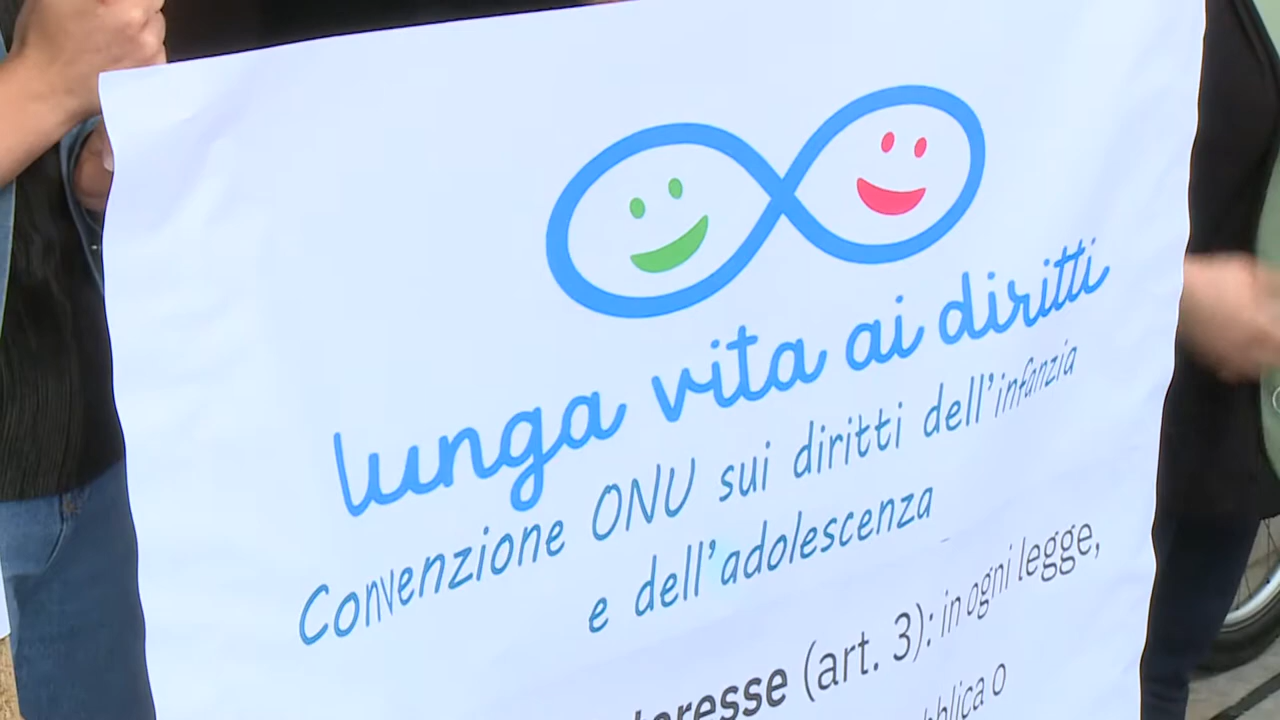 lunga vita ai diritti
Convenzione ONU sui diritti dell'infanzia
e dell'adolescenza
(art. 3): in ogni legge,
o